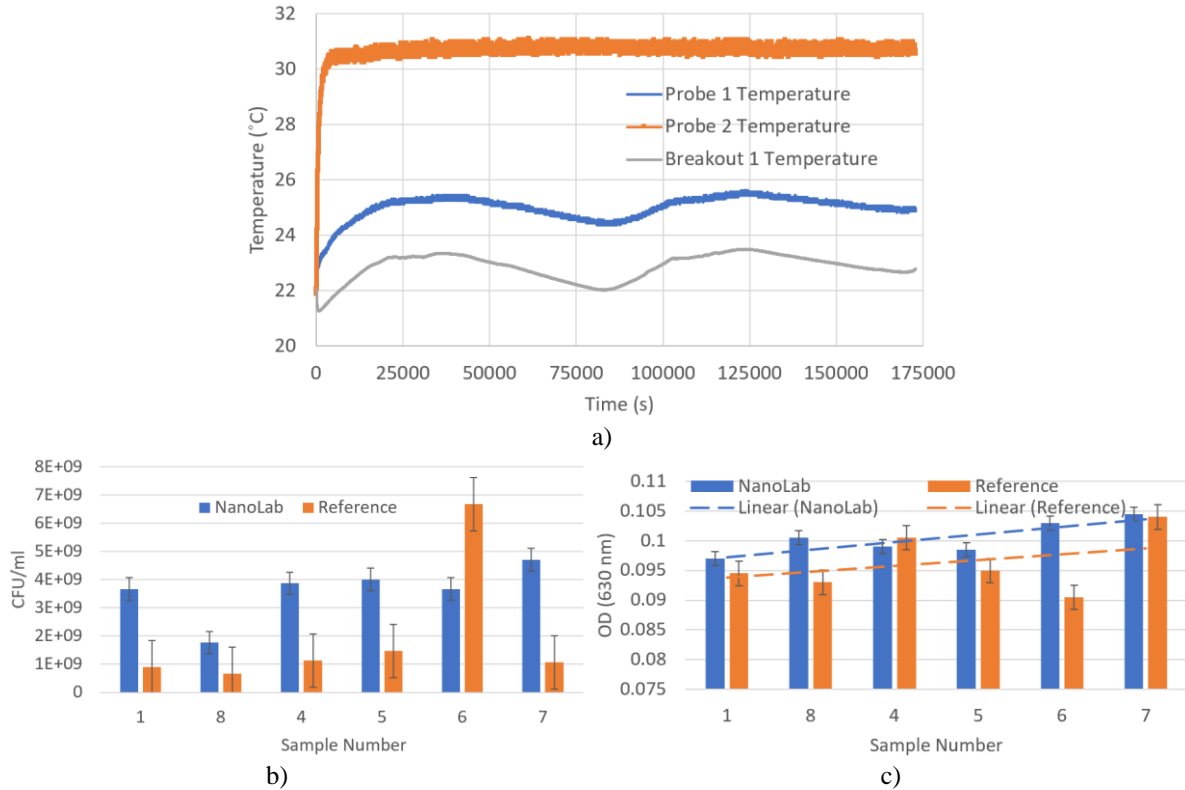 32
30
28
26
24
22
20
Temperature (˚C)
Probe 1 Temperature
Probe 2 Temperature
Breakout 1 Temperature
0 25000 50000 75000 100000 125000 150000 175000
Time (s)
a)
8E+09
7E+09
6E+09
5E+09
4E+09
3E+09
2E+09
1E+09
0
CFU/ml
NanoLab Reference
1 8 4 5 6 7
Sample Number
b)
0.11
0.105
0.1
0.095
0.09
0.085
0.08
0.075
OD (630 nm)
NanoLab Reference
Linear (NanoLab) Linear (Reference)
1 8 4 5 6 7
Sample Number
c)